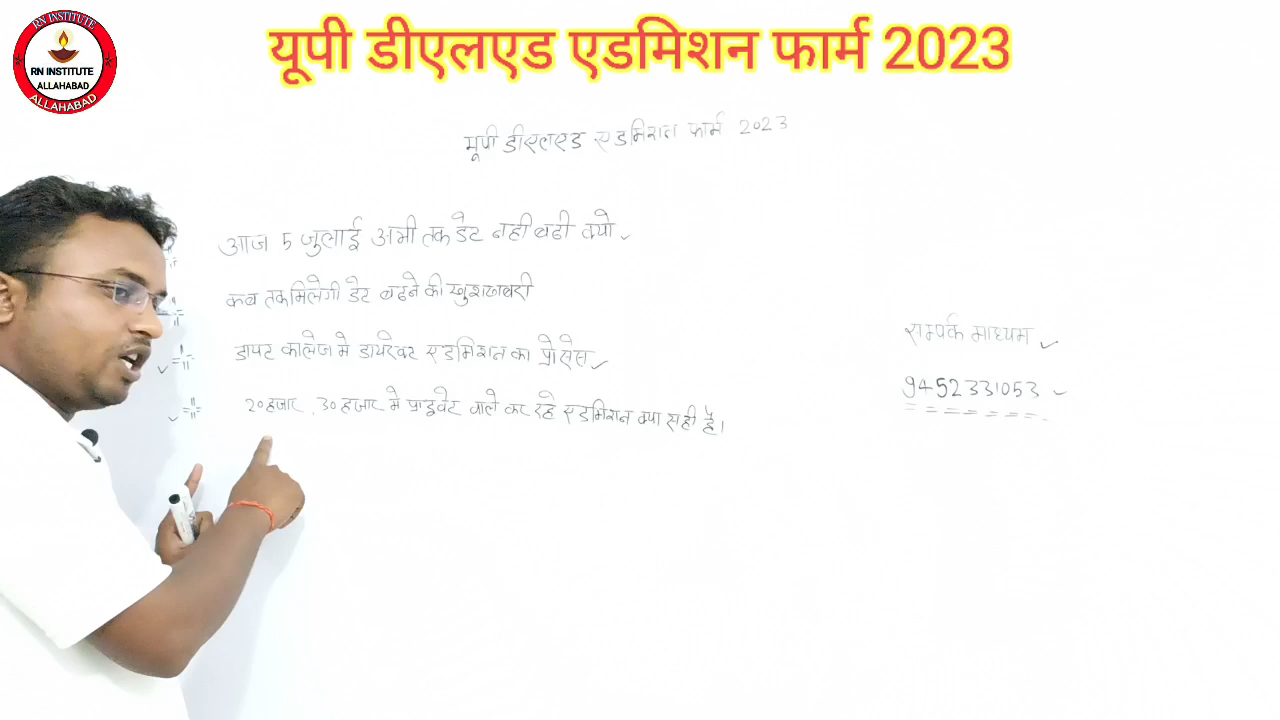 RN INSTITUTE
RN INSTITUTE
ALLAHABAD
ALLAHABAD
यूपी डीएलएड एडमिशन फार्म 2023
यूपी डीएलएड एडमिशन फार्म 2023
आज 5 जुलाई अभी तक डेट नही बढी क्यो
कब तक मिलेगी डेट बढने की खुशखबरी
डायट कालेज मे डायरेक्ट एडमिशन का प्रोसेस
20 हजार, 30 हजार मे प्राइवेट वाले कर रहे एडमिशन क्या सही है।
सम्पर्क माध्यम
9452331053